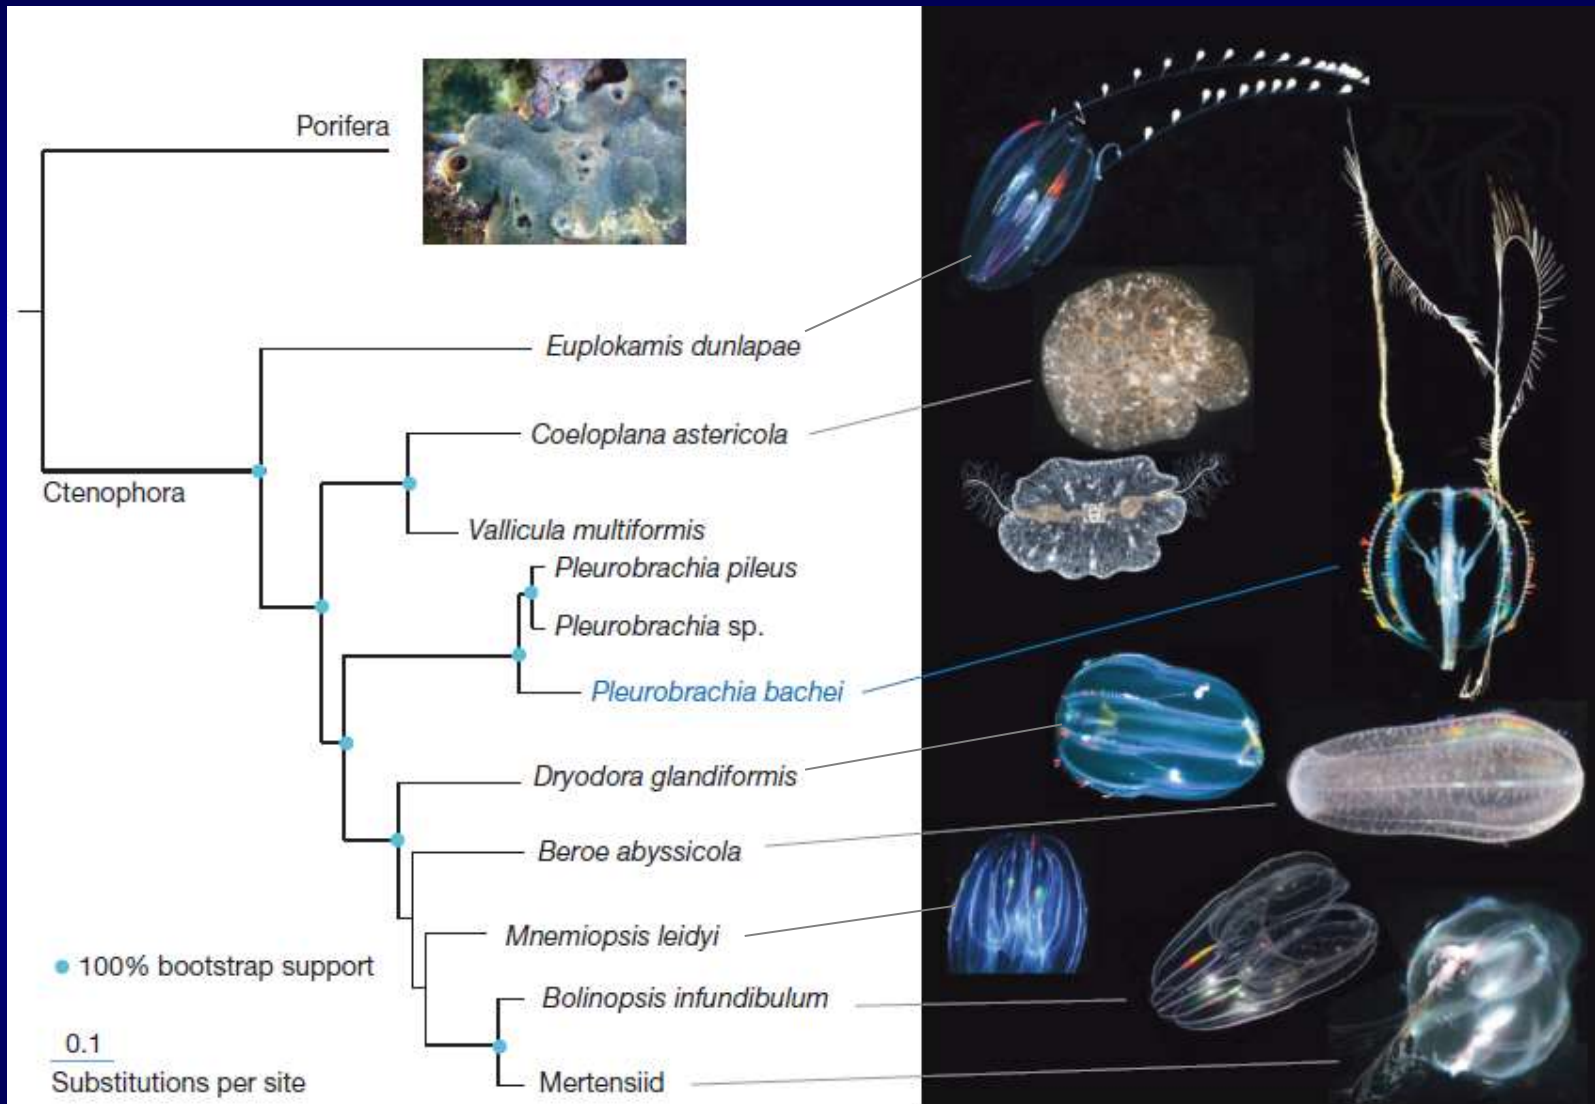 Porifera
Euplokamis dunlapae
Coeloplana astericola
Ctenophora
Vallicula multiformis
Pleurobrachia pileus
Pleurobrachia sp.
Pleurobrachia bachei
Dryodora glandiformis
Beroe abyssicola
Mnemiopsis leidyi
100% bootstrap support
Bolinopsis infundibulum
0.1
Substitutions per site
Mertensiid